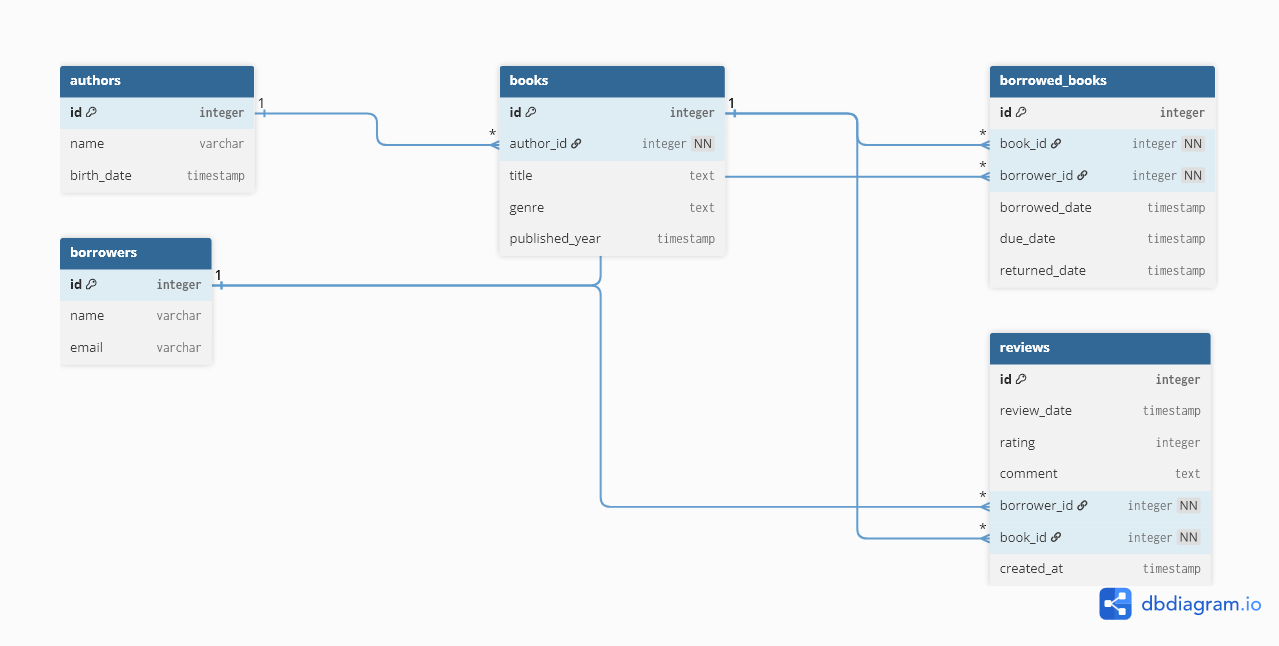 authors
id integer
name varchar
birth_date timestamp
borrowers
id integer
name varchar
email varchar
books
id integer
author_id integer NN
title text
genre text
published_year timestamp
borrowed_books
id integer
book_id integer NN
borrower_id integer NN
borrowed_date timestamp
due_date timestamp
returned_date timestamp
reviews
id integer
review_date timestamp
rating integer
comment text
borrower_id integer NN
book_id integer NN
created_at timestamp
1
*
1
*
*
1
*
*
dbdiagram.io